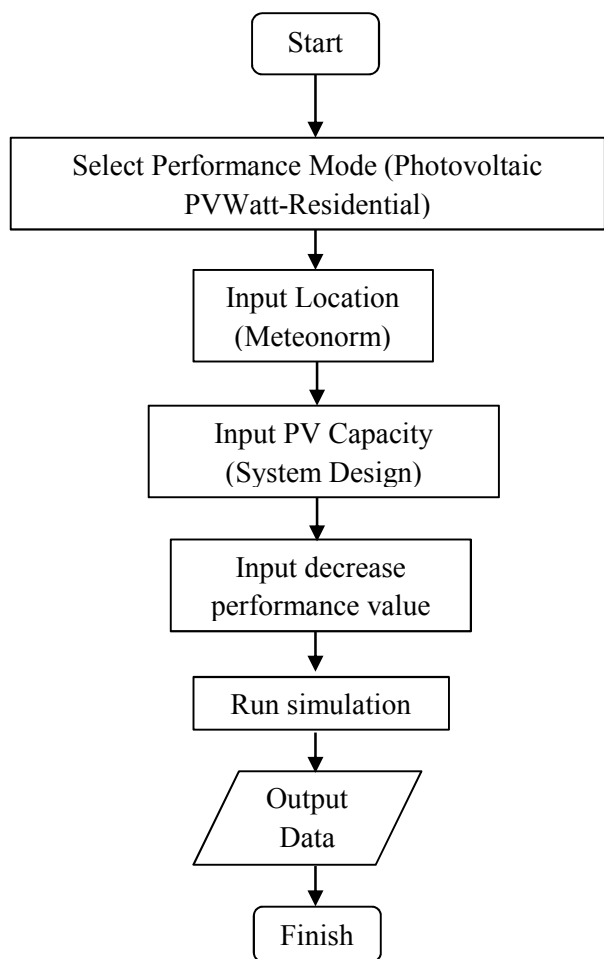 Start
Select Performance Mode (Photovoltaic
PVWatt-Residential)
Input Location
(Meteonorm)
Input PV Capacity
(System Design)
Input decrease
performance value
Run simulation
Output
Data
Finish